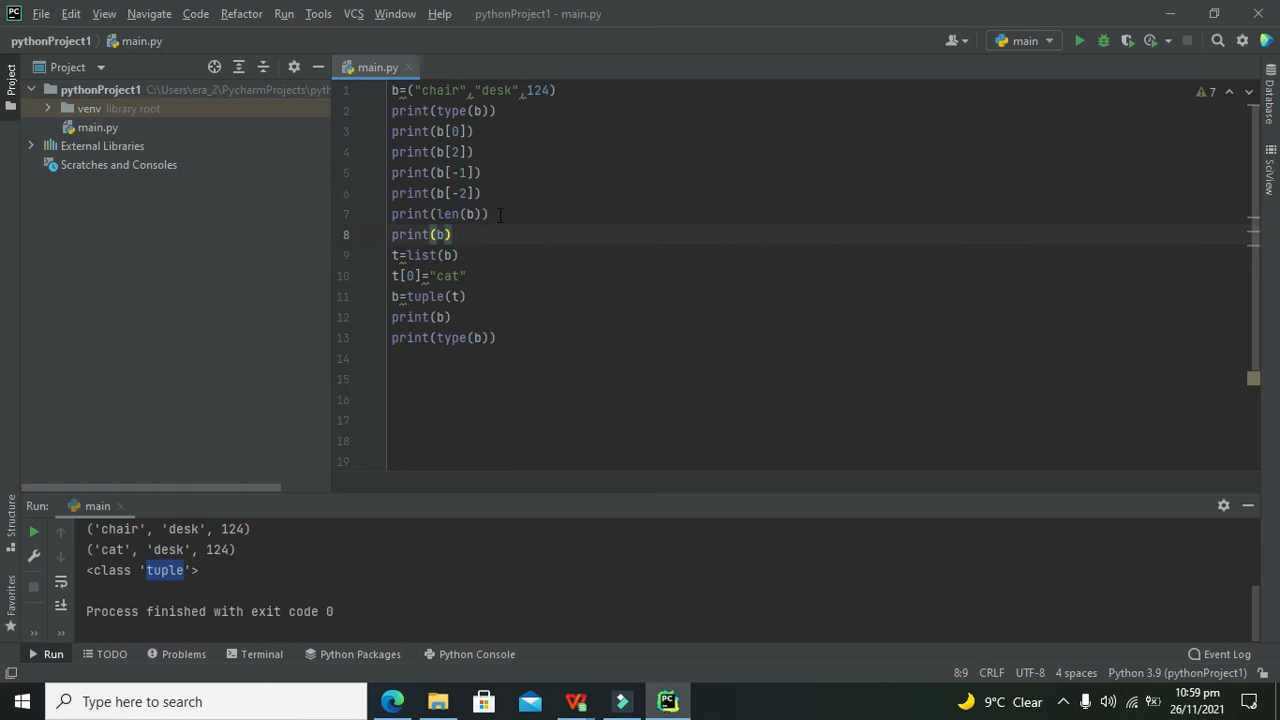 PC File Edit View Navigate Code Refactor Run Tools VCS Window Help pythonProject1 - main.py
pythonProject1 main.py main
Project
Project main.py
pythonProject1 C:\Users\era_2\PycharmProjects\pyth
venv library root
main.py
External Libraries
Scratches and Consoles
1 b=("chair","desk",124)
2 print(type(b))
3 print(b[0])
4 print(b[2])
5 print(b[-1])
6 print(b[-2])
7 print(len(b))
8 print(b)
9 t=list(b)
10 t[0]="cat"
11 b=tuple(t)
12 print(b)
13 print(type(b))
14
15
16
17
18
19
7
Database
SciView
Structure
Favorites
Run: main
('chair', 'desk', 124)
('cat', 'desk', 124)
<class 'tuple'>
Process finished with exit code 0
Run TODO Problems Terminal Python Packages Python Console Event Log
8:9 CRLF UTF-8 4 spaces Python 3.9 (pythonProject1)
Type here to search
PC
9°C Clear
10:59 pm
26/11/2021